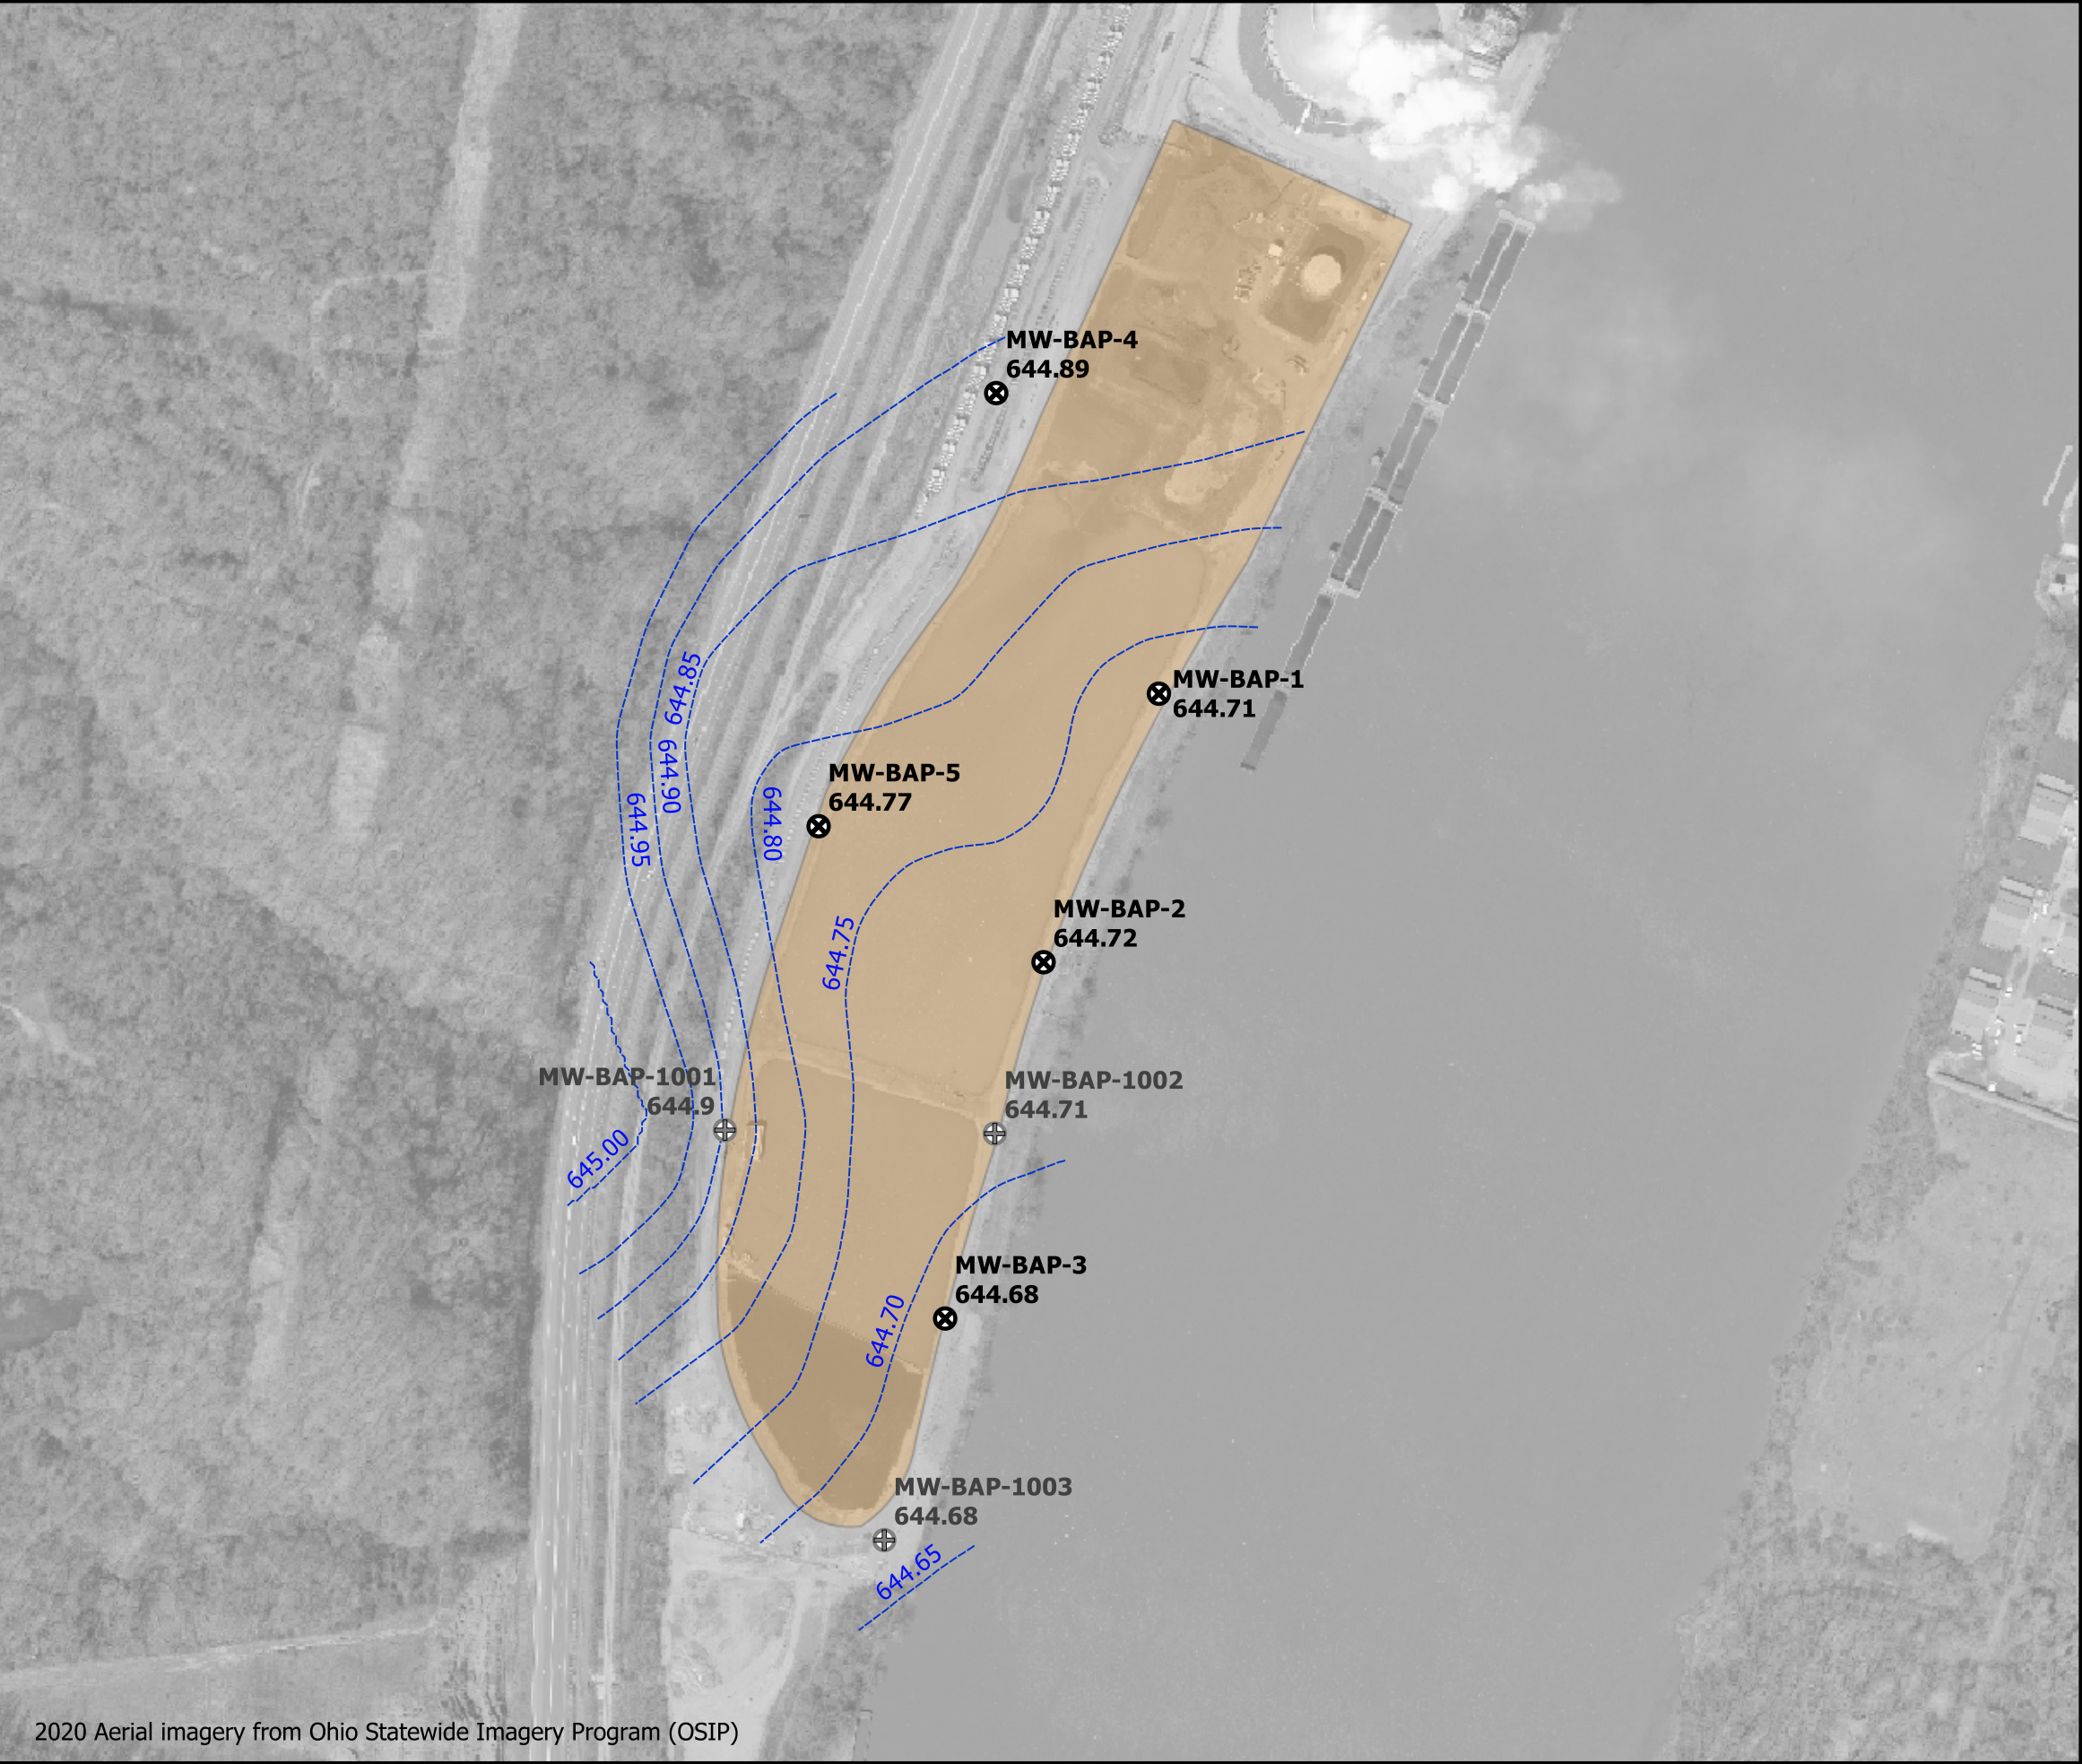 MW-BAP-4
644.89
MW-BAP-1
644.71
644.85
644.90
644.95
MW-BAP-5
644.77
644.80
MW-BAP-2
644.72
644.75
MW-BAP-1001
644.9
MW-BAP-1002
644.71
645.00
MW-BAP-3
644.68
644.70
MW-BAP-1003
644.68
644.65
2020 Aerial imagery from Ohio Statewide Imagery Program (OSIP)